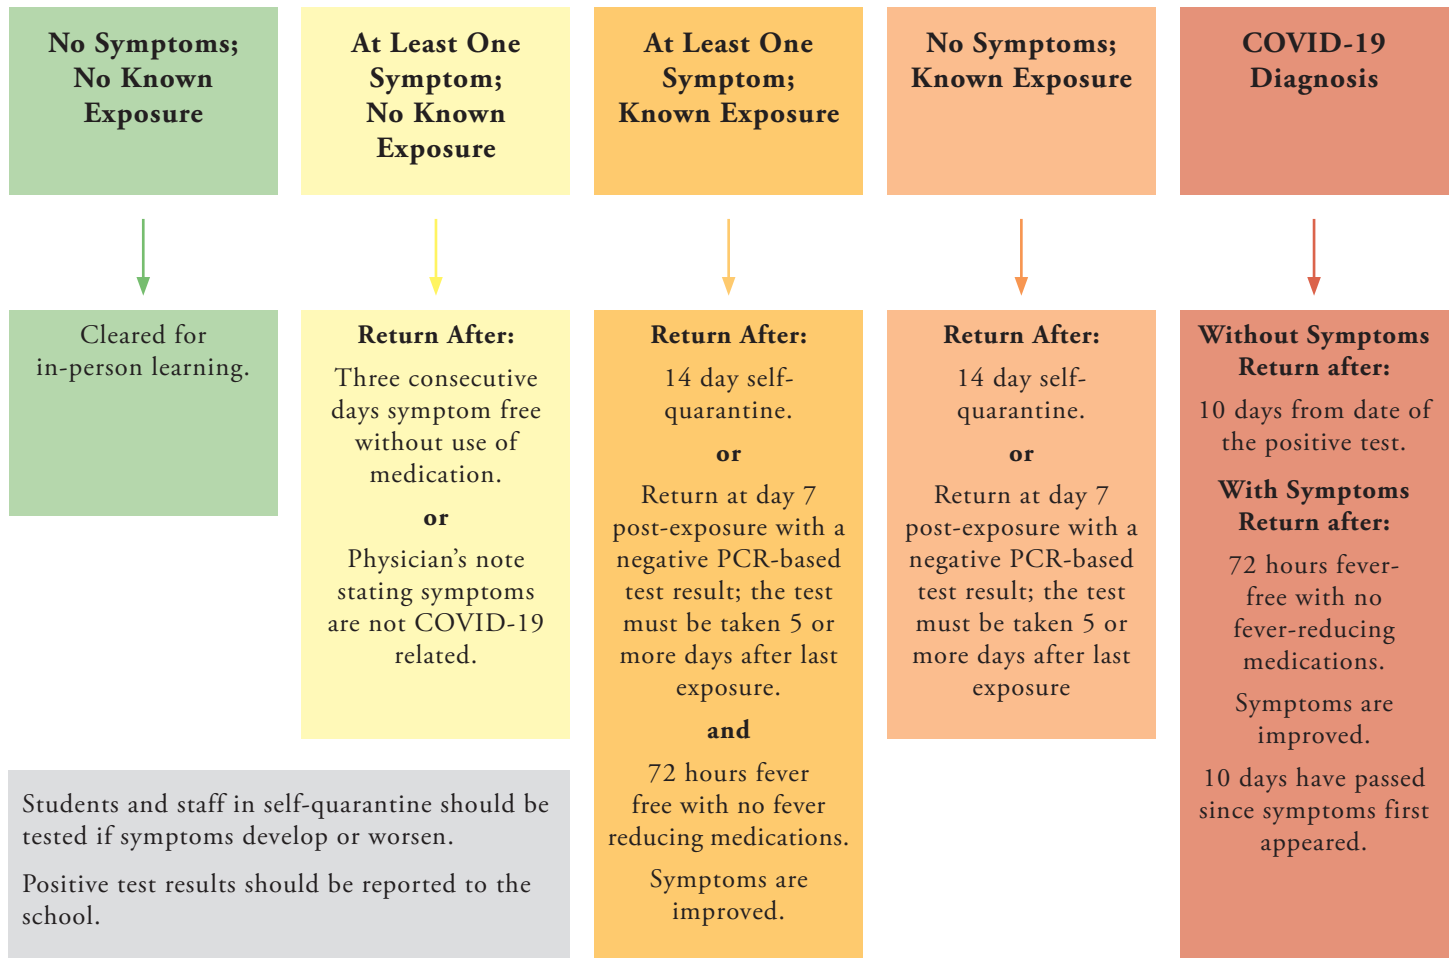 No Symptoms;
No Known
Exposure
At Least One
Symptom;
No Known
Exposure
At Least One
Symptom;
Known Exposure
No Symptoms;
Known Exposure
COVID-19
Diagnosis
Cleared for
in-person learning.
Return After:
Three consecutive
days symptom free
without use of
medication.
or
Physician’s note
stating symptoms
are not COVID-19
related.
Return After:
14 day self-
quarantine.
or
Return at day 7
post-exposure with a
negative PCR-based
test result; the test
must be taken 5 or
more days after last
exposure.
and
72 hours fever
free with no fever
reducing medications.
Symptoms are
improved.
Return After:
14 day self-
quarantine.
or
Return at day 7
post-exposure with a
negative PCR-based
test result; the test
must be taken 5 or
more days after last
exposure
Without Symptoms
Return after:
10 days from date of
the positive test.
With Symptoms
Return after:
72 hours fever-
free with no
fever-reducing
medications.
Symptoms are
improved.
10 days have passed
since symptoms first
appeared.
Students and staff in self-quarantine should be
tested if symptoms develop or worsen.
Positive test results should be reported to the
school.